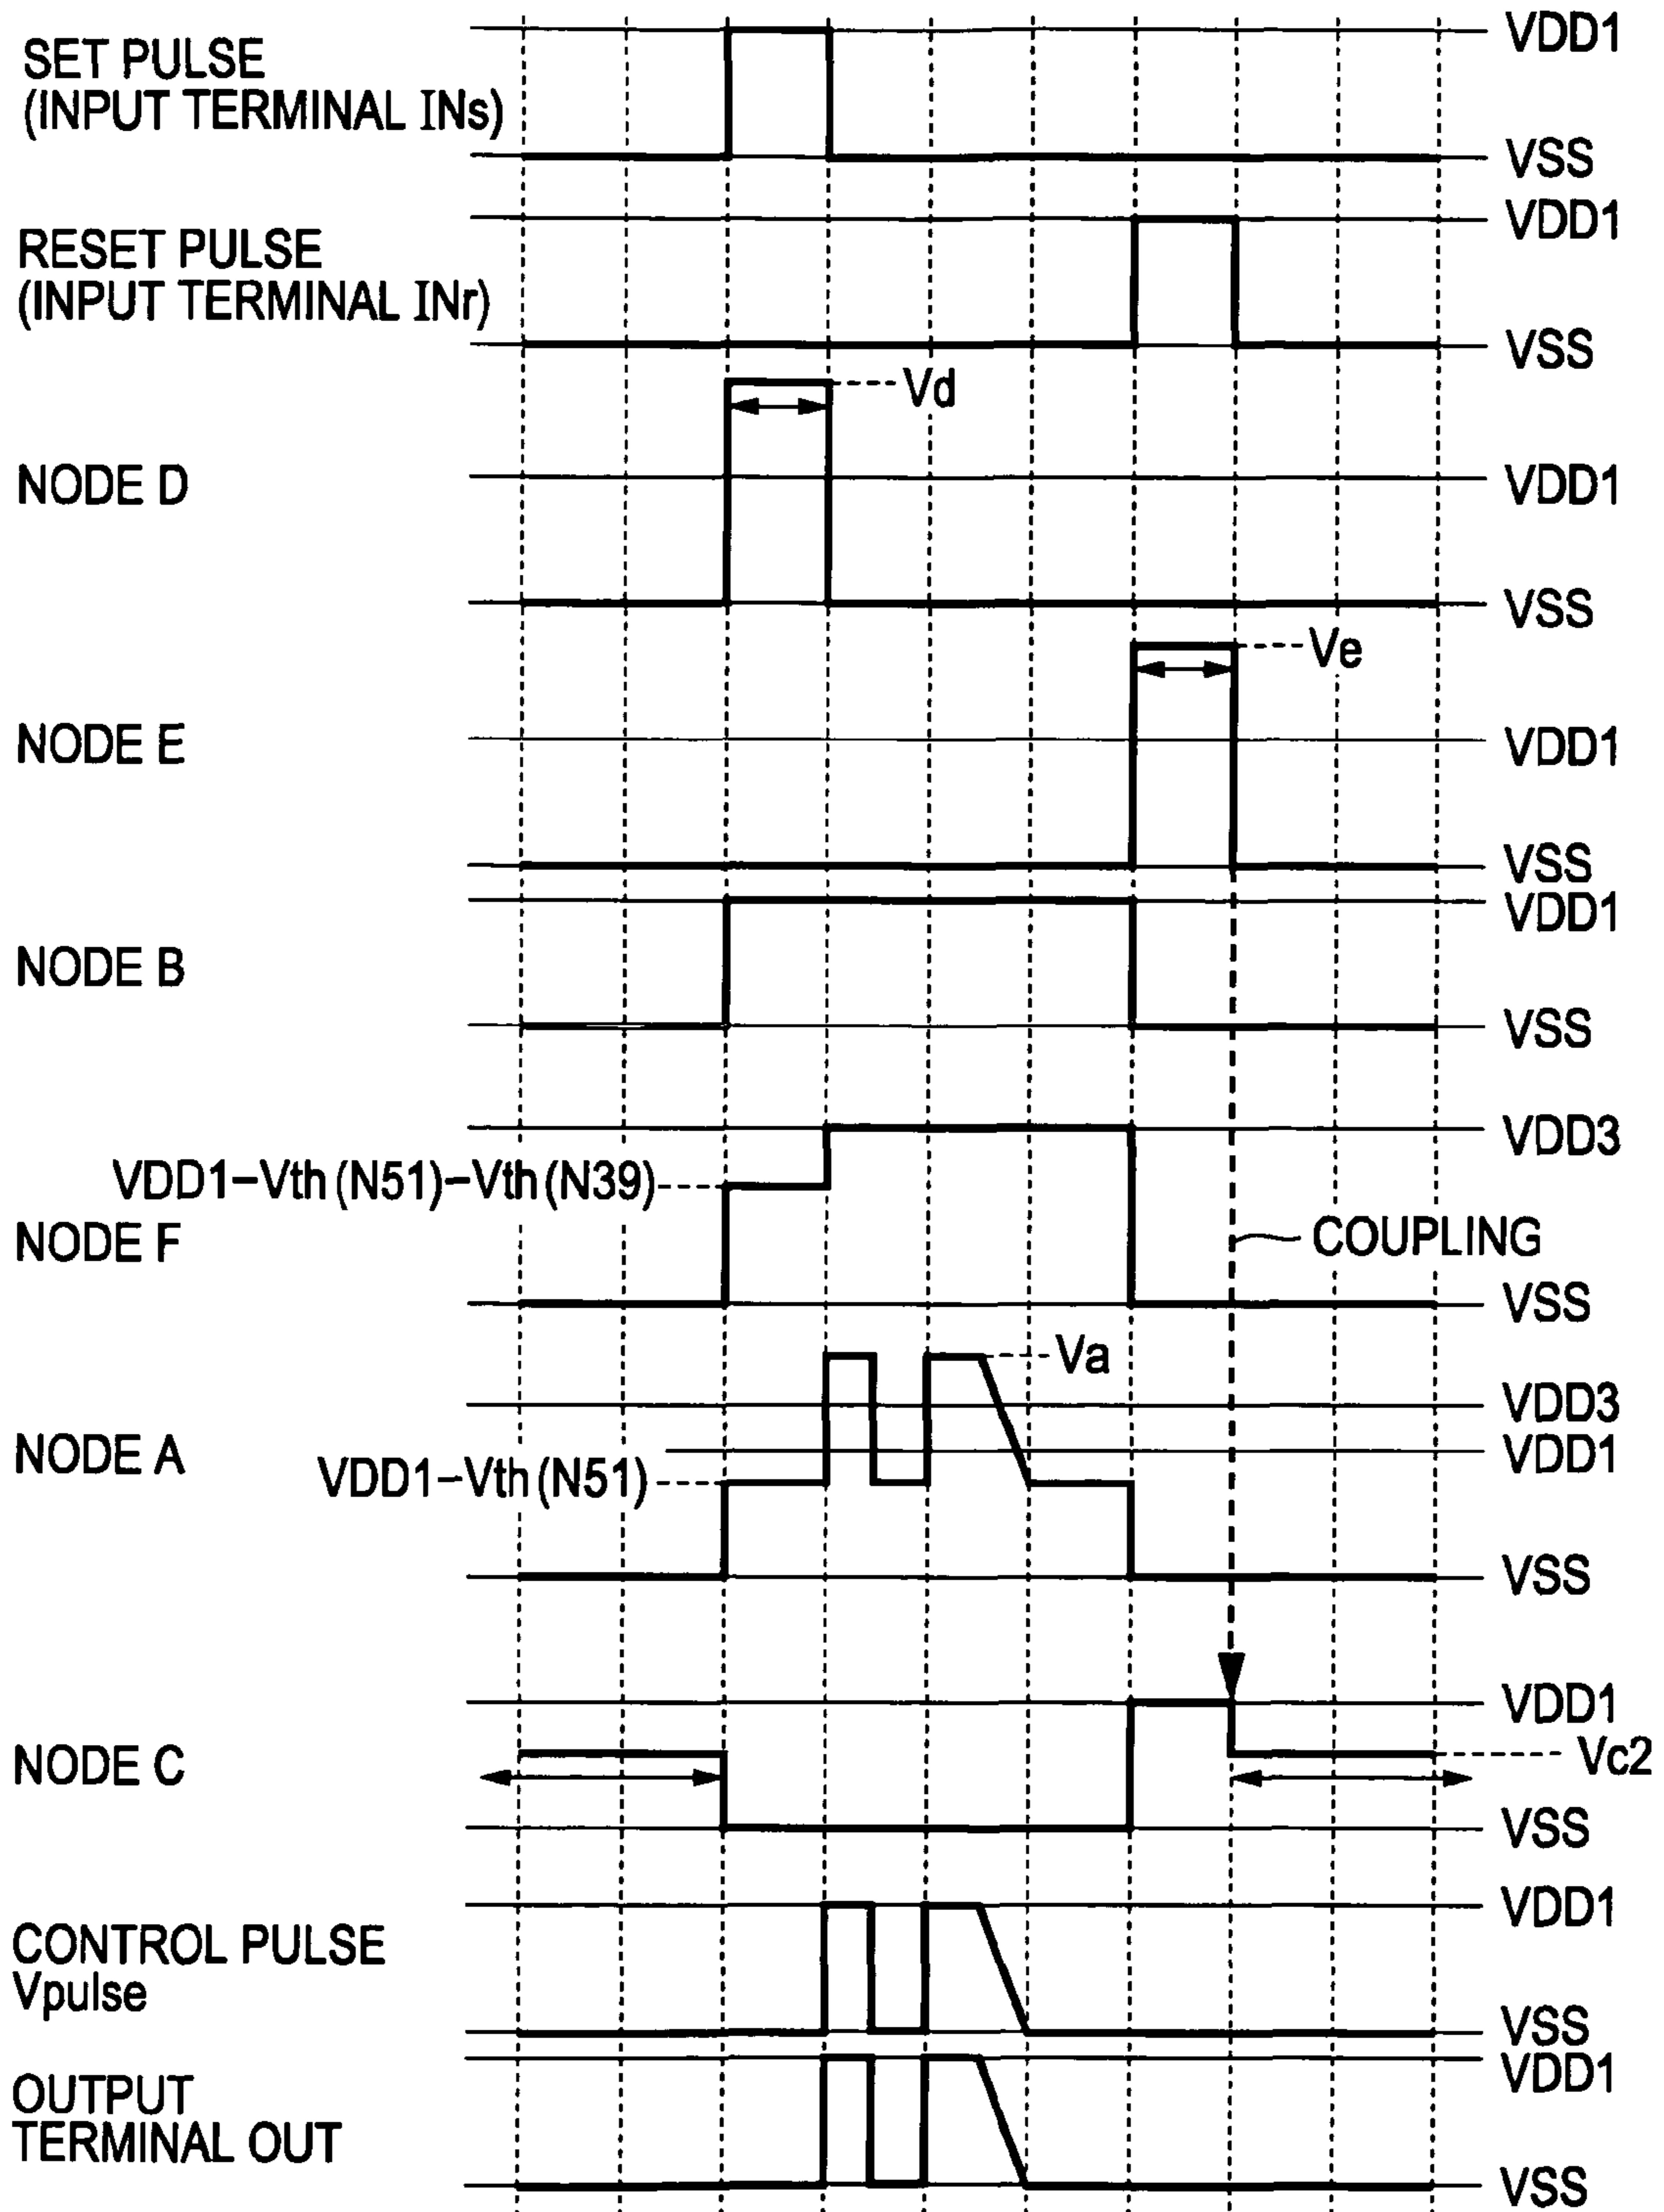 SET PULSE
(INPUT TERMINAL INs)
VDD1
VSS
RESET PULSE
(INPUT TERMINAL INr)
VDD1
VSS
Vd
NODE D
VDD1
VSS
Ve
NODE E
VDD1
VSS
NODE B
VDD1
VSS
VDD3
VDD1-Vth(N51)-Vth(N39)
NODE F
COUPLING
VSS
Va
VDD3
NODE A
VDD1
VDD1-Vth(N51)
VSS
VDD1
NODE C
Vc2
VSS
CONTROL PULSE
Vpulse
VDD1
VSS
OUTPUT
TERMINAL OUT
VDD1
VSS